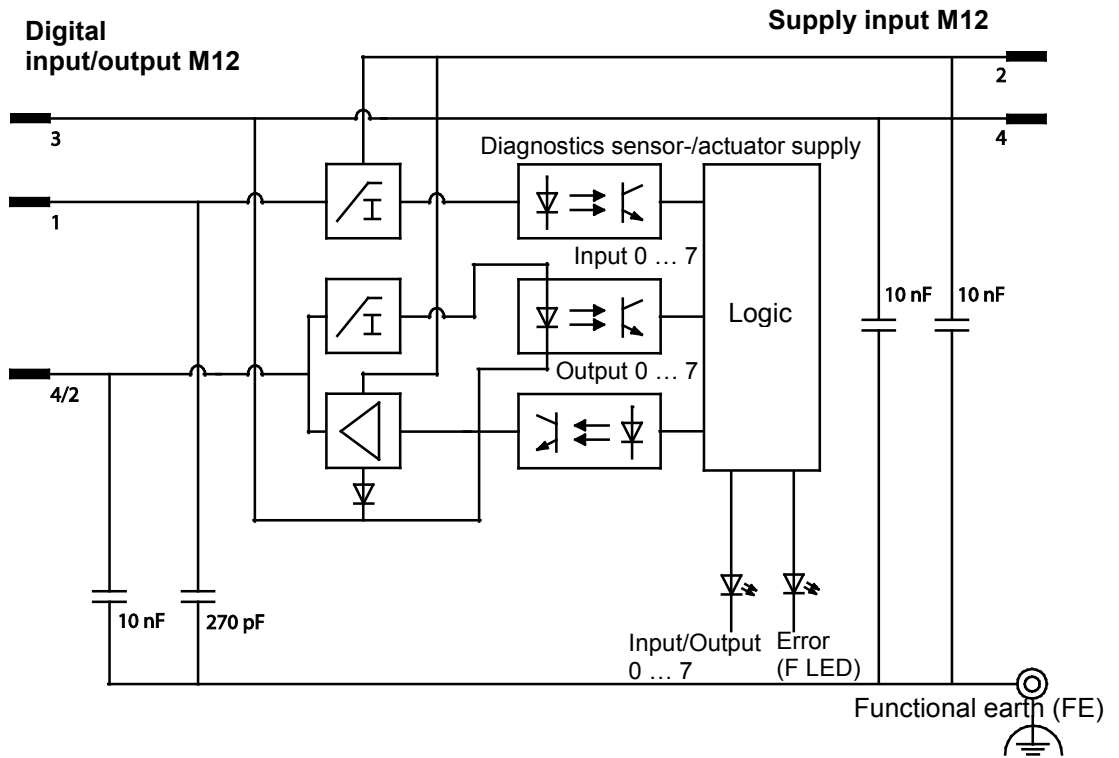 Digital
input/output M12
Supply input M12
2
3
4
Diagnostics sensor-/actuator supply
1
Input 0 … 7
10 nF
10 nF
Logic
Output 0 … 7
4/2
10 nF
270 pF
Input/Output
0 … 7
Error
(F LED)
Functional earth (FE)